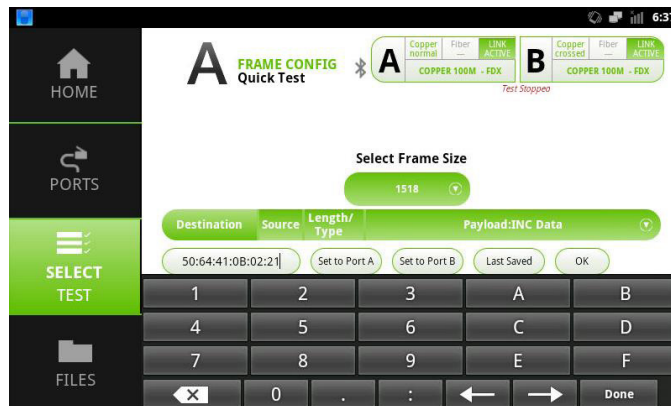 6:37
HOME
PORTS
SELECT
TEST
FILES
A
FRAME CONFIG
Quick Test
A
Copper
normal
Fiber
—
LINK
ACTIVE
COPPER 100M - FDX
B
Copper
crossed
Fiber
—
LINK
ACTIVE
COPPER 100M - FDX
Test Stopped
Select Frame Size
1518
Destination
Source
Length/
Type
Payload:INC Data
50:64:41:0B:02:21
Set to Port A
Set to Port B
Last Saved
OK
1 2 3 A B
4 5 6 C D
7 8 9 E F
0 . : ← → Done